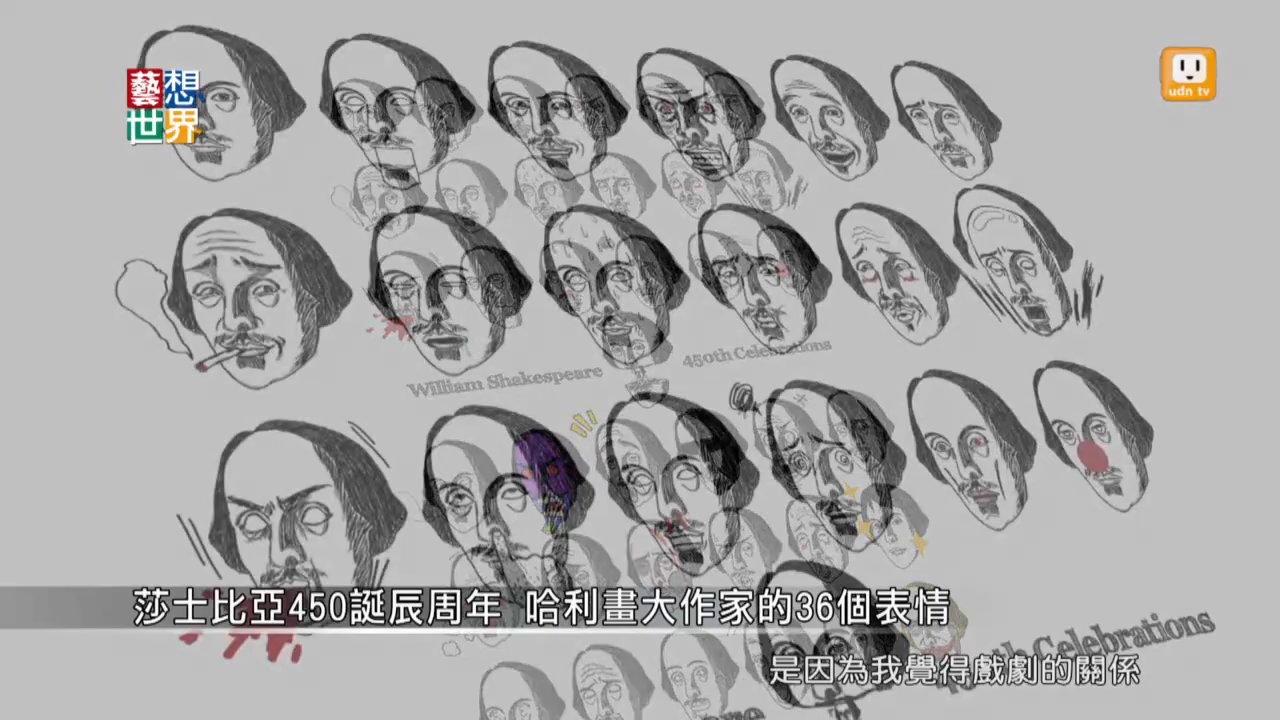 藝想
世界
udn tv
William Shakespeare
450th Celebrations
莎士比亞450誕辰周年 哈利畫大作家的36個表情
Celebrations
是因為我覺得戲劇的關係